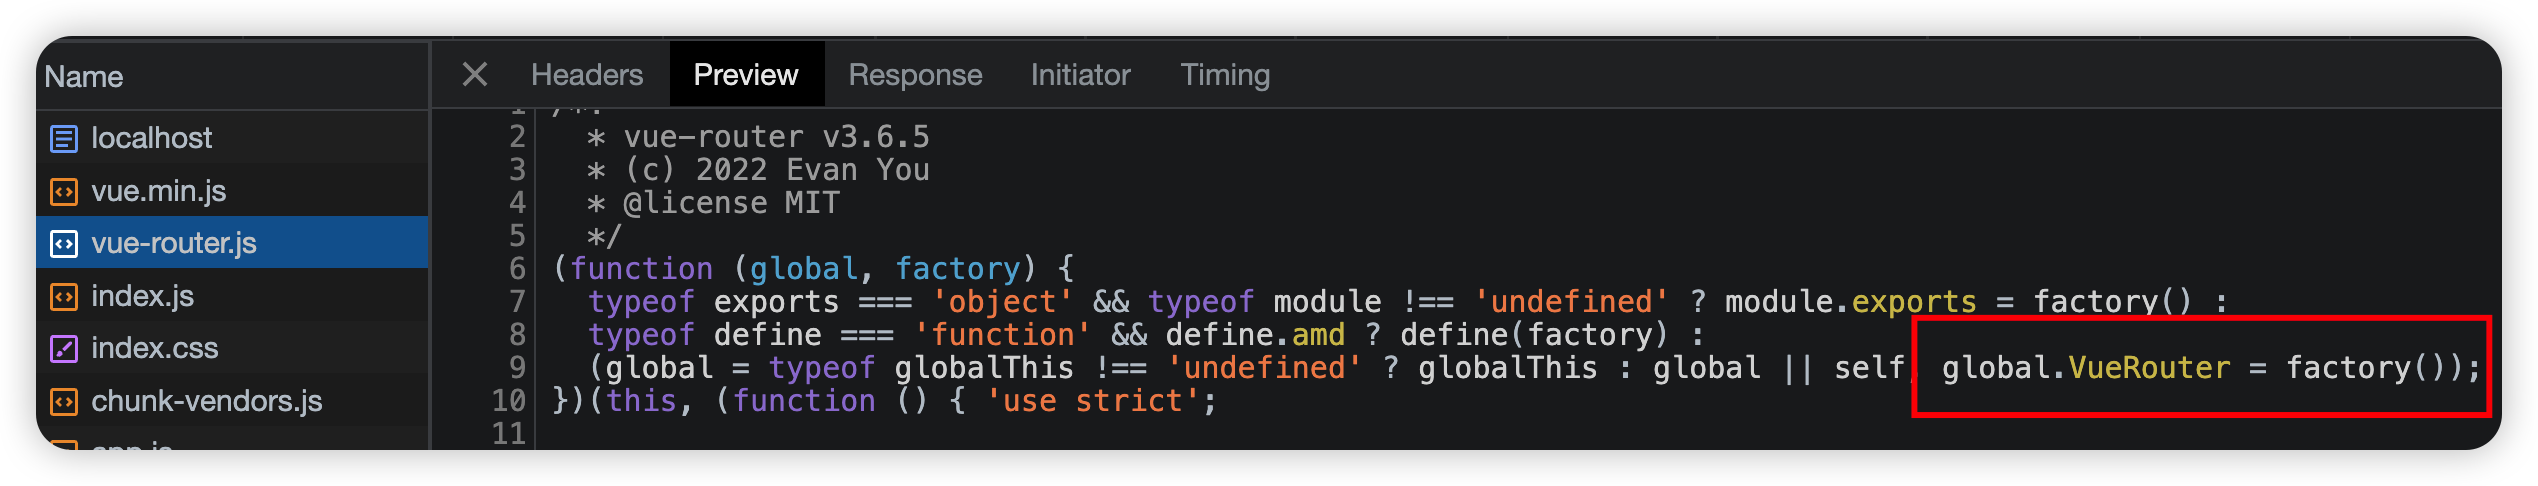 Name
localhost
vue.min.js
vue-router.js
index.js
index.css
chunk-vendors.js
Headers Preview Response Initiator Timing
2 * vue-router v3.6.5
3 * (c) 2022 Evan You
4 * @license MIT
5 */
6 (function (global, factory) {
7 typeof exports === 'object' && typeof module !== 'undefined' ? module.exports = factory() :
8 typeof define === 'function' && define.amd ? define(factory) :
9 (global = typeof globalThis !== 'undefined' ? globalThis : global || self, global.VueRouter = factory());
10 })(this, (function () { 'use strict';
11